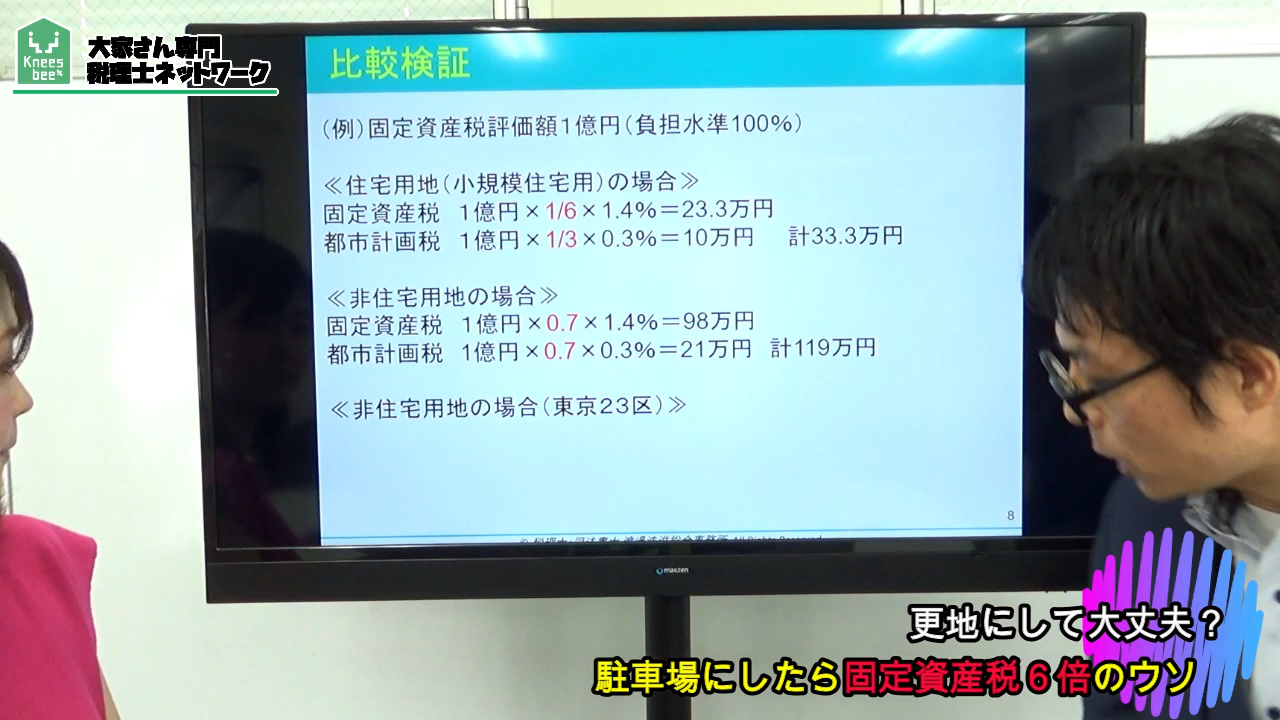 Knees
bee
大家さん専門
税理士ネットワーク
比較検証
(例)固定資産税評価額1億円(負担水準100%)
≪住宅用地(小規模住宅用)の場合≫
固定資産税 1億円×1/6×1.4%=23.3万円
都市計画税 1億円×1/3×0.3%=10万円 計33.3万円
≪非住宅用地の場合≫
固定資産税 1億円×0.7×1.4%=98万円
都市計画税 1億円×0.7×0.3%=21万円 計119万円
≪非住宅用地の場合(東京23区)≫
8
maxzen
更地にして大丈夫?
駐車場にしたら固定資産税6倍のウソ